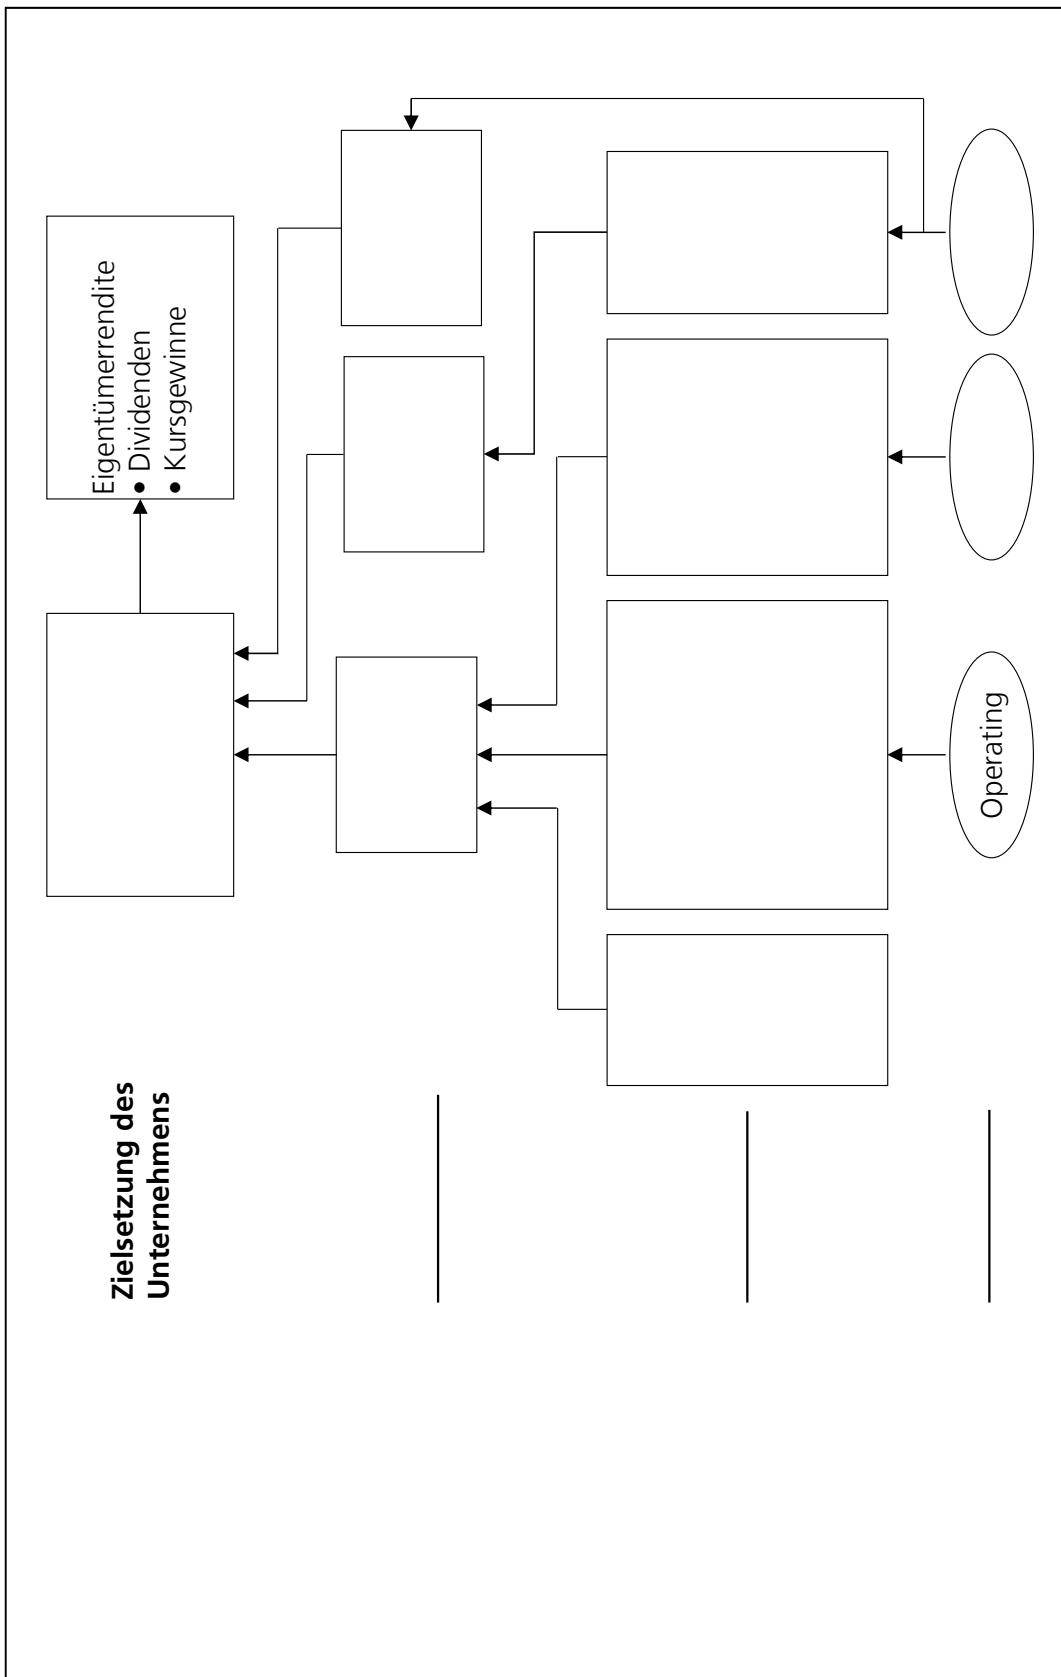 Zielsetzung des
Unternehmens
Eigentümerrendite
• Dividenden
• Kursgewinne
Operating